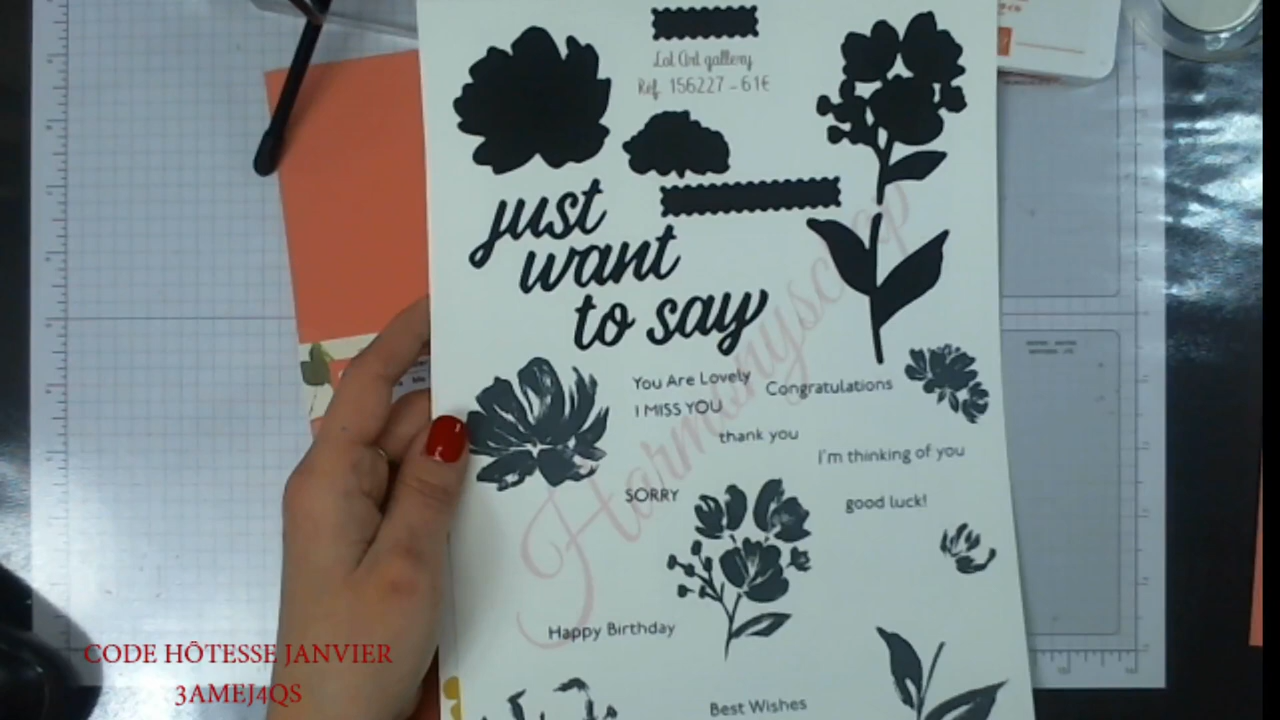 Lot Art gallery
Réf. 156227 - 61€
just
want
to say
You Are Lovely
Congratulations
I MISS YOU
thank you
I'm thinking of you
SORRY
good luck!
Happy Birthday
Best Wishes
Harmonyscrap
CODE HÔTESSE JANVIER
3AMEJ4QS